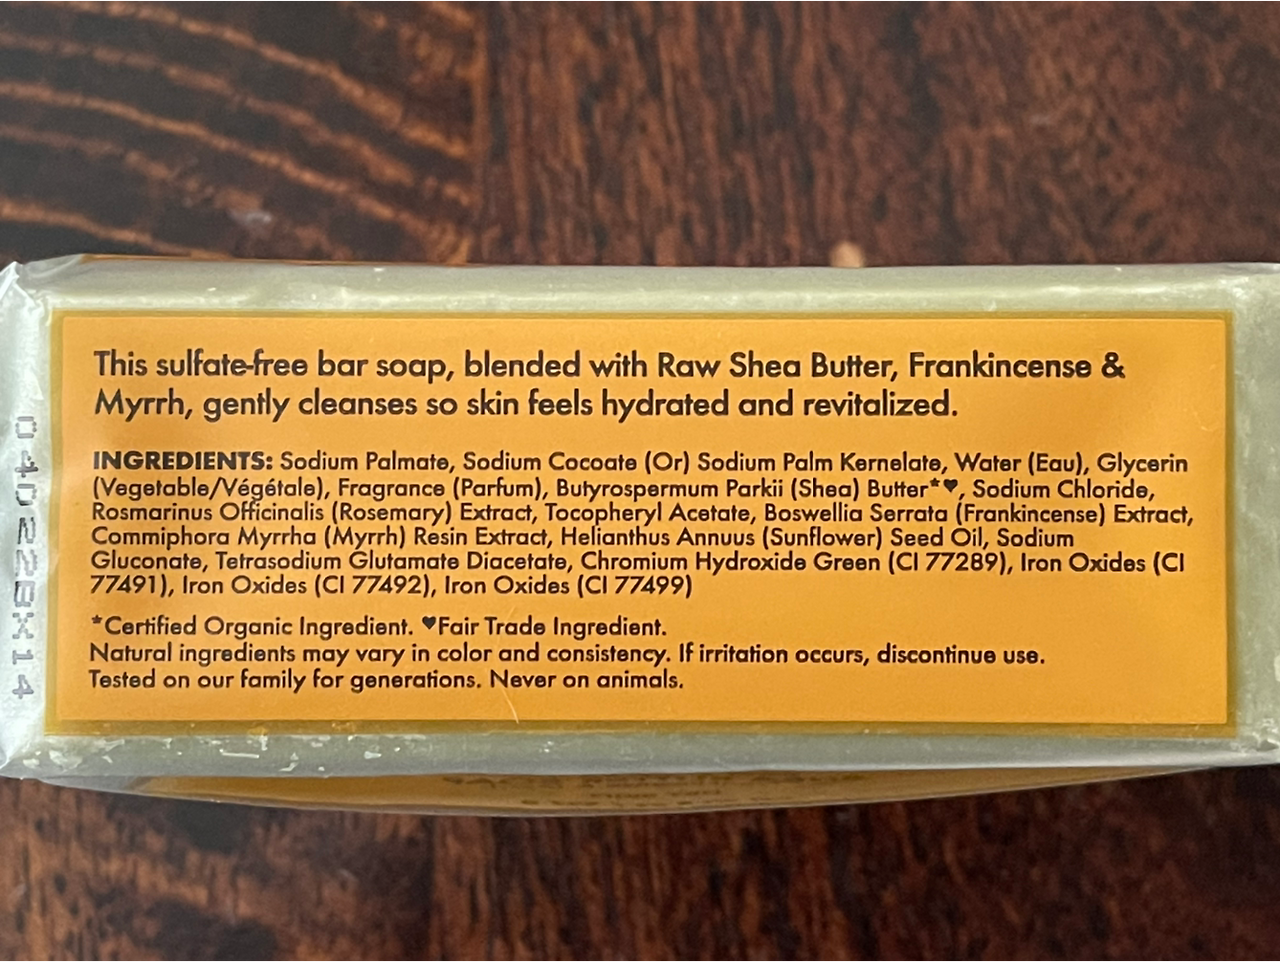 This sulfate-free bar soap, blended with Raw Shea Butter, Frankincense &
Myrrh, gently cleanses so skin feels hydrated and revitalized.
INGREDIENTS: Sodium Palmate, Sodium Cocoate (Or) Sodium Palm Kernelate, Water (Eau), Glycerin
(Vegetable/Végétale), Fragrance (Parfum), Butyrospermum Parkii (Shea) Butter*♥, Sodium Chloride,
Rosmarinus Officinalis (Rosemary) Extract, Tocopheryl Acetate, Boswellia Serrata (Frankincense) Extract,
Commiphora Myrrha (Myrrh) Resin Extract, Helianthus Annuus (Sunflower) Seed Oil, Sodium
Gluconate, Tetrasodium Glutamate Diacetate, Chromium Hydroxide Green (CI 77289), Iron Oxides (CI
77491), Iron Oxides (CI 77492), Iron Oxides (CI 77499)
*Certified Organic Ingredient. ♥Fair Trade Ingredient.
Natural ingredients may vary in color and consistency. If irritation occurs, discontinue use.
Tested on our family for generations. Never on animals.
04D22BX14